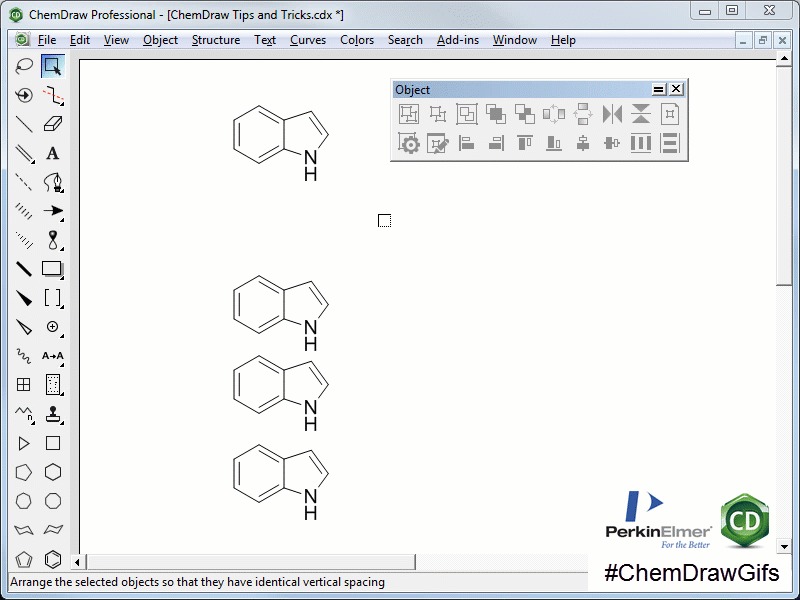 ChemDraw Professional - [ChemDraw Tips and Tricks.cdx *]
File Edit View Object Structure Text Curves Colors Search Add-ins Window Help
Object
A
A→A
n
N
H
N
H
N
H
N
H
PerkinElmer
For the Better
CD
#ChemDrawGifs
Arrange the selected objects so that they have identical vertical spacing